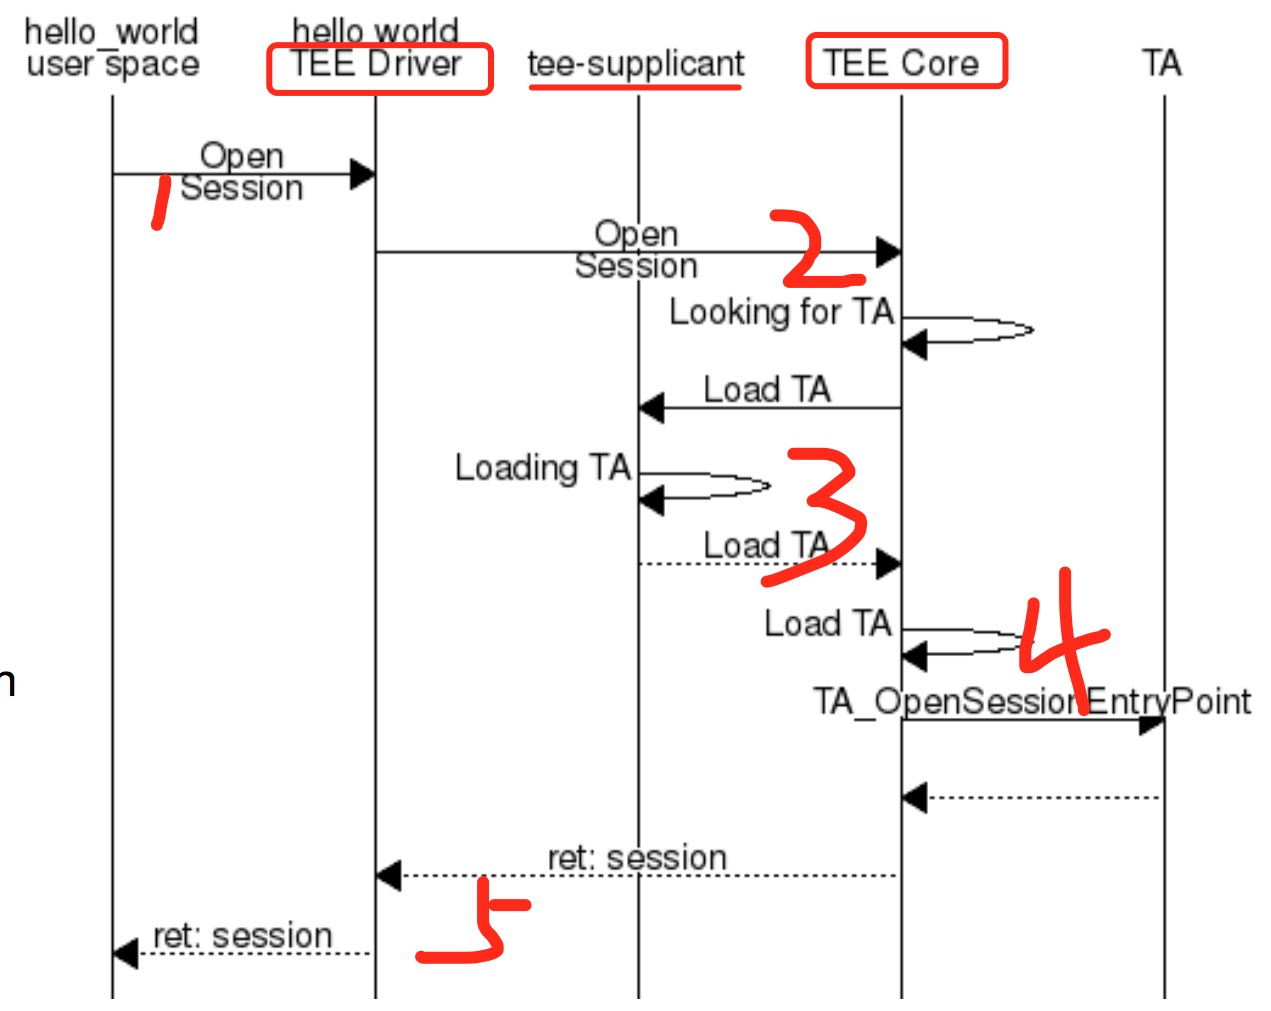 hello_world
user space
hello world
TEE Driver
tee-supplicant
TEE Core
TA
Open
Session
1
Open
Session
2
Looking for TA
Load TA
Loading TA
3
Load TA
Load TA
4
n
TA_OpenSessionEntryPoint
ret: session
5
ret: session